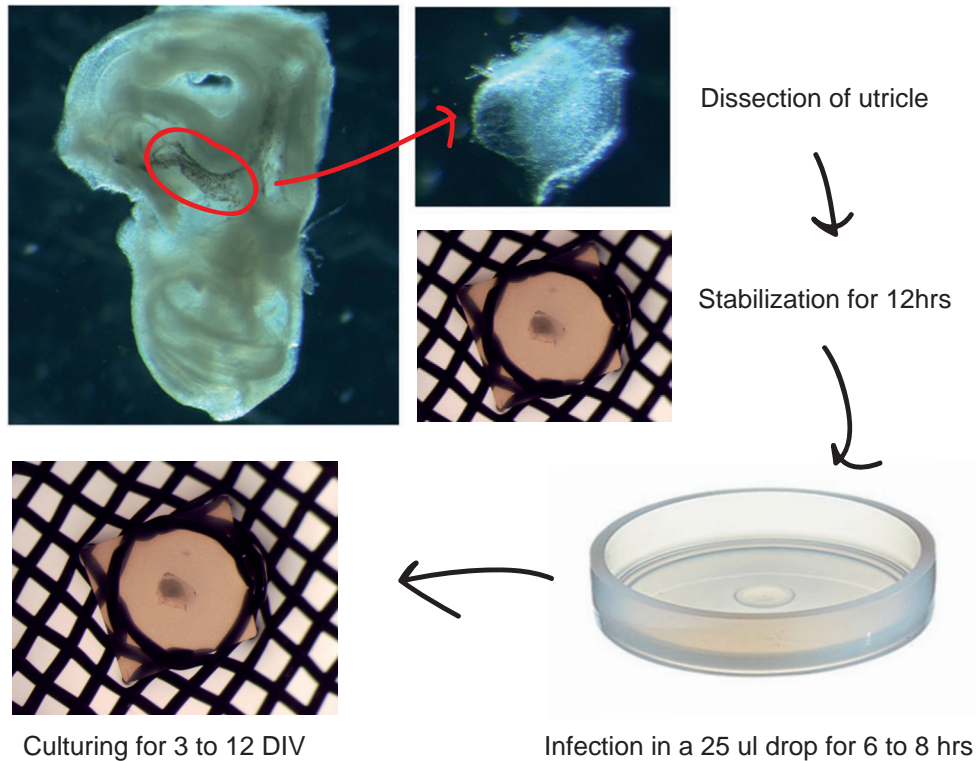 Dissection of utricle
Stabilization for 12hrs
Infection in a 25 ul drop for 6 to 8 hrs
Culturing for 3 to 12 DIV